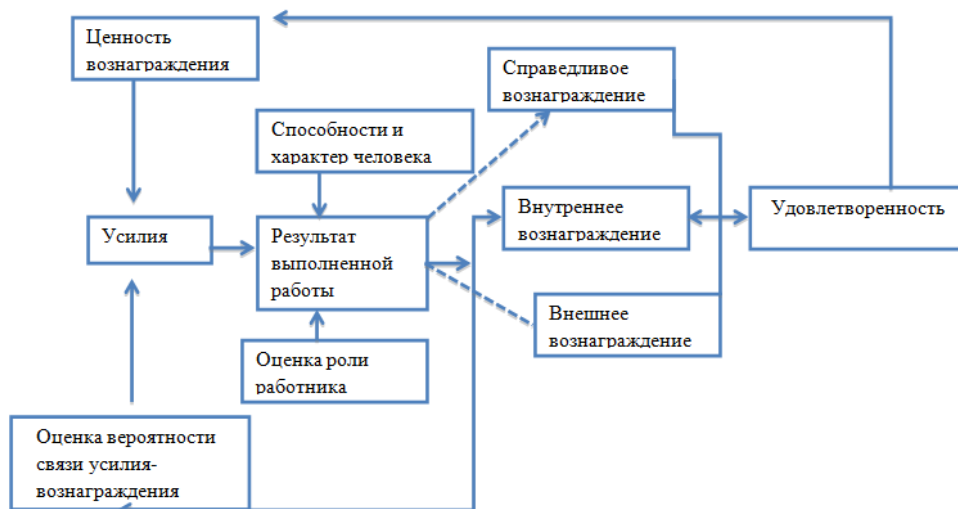 Ценность
вознаграждения
Справедливое
вознаграждение
Способности и
характер человека
Усилия
Результат
выполненной
работы
Внутреннее
вознаграждение
Удовлетворенность
Внешнее
вознаграждение
Оценка роли
работника
Оценка вероятности
связи усилия-
вознаграждения